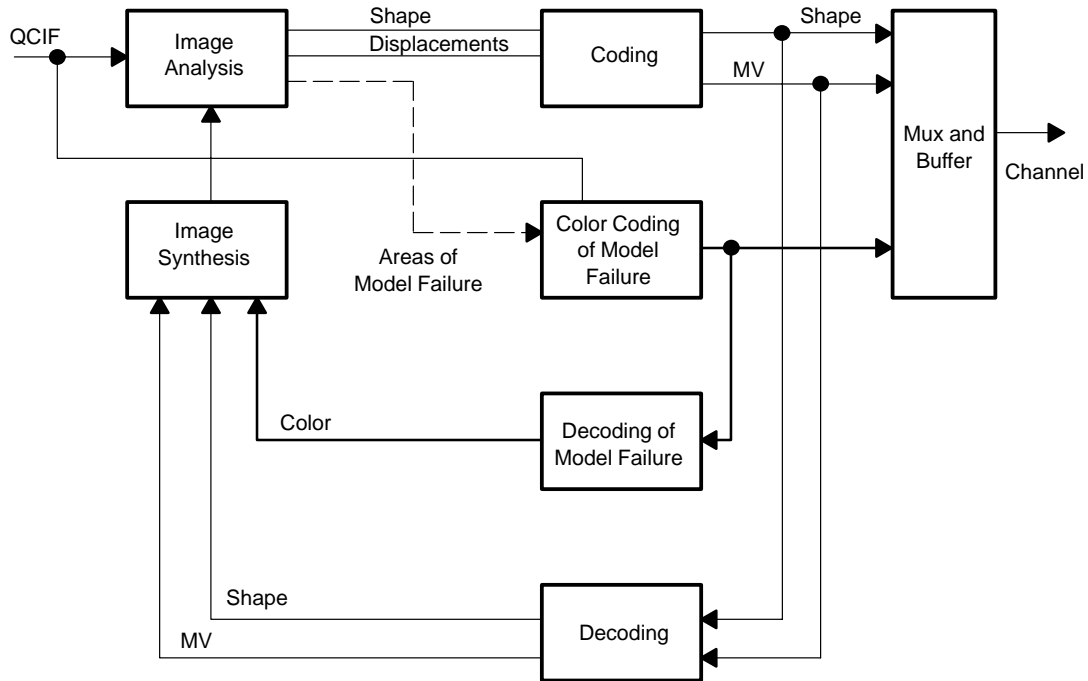 QCIF
Image
Analysis
Shape
Displacements
Coding
Shape
MV
Mux and
Buffer
Channel
Image
Synthesis
Areas of
Model Failure
Color Coding
of Model
Failure
Color
Decoding of
Model Failure
Shape
MV
Decoding